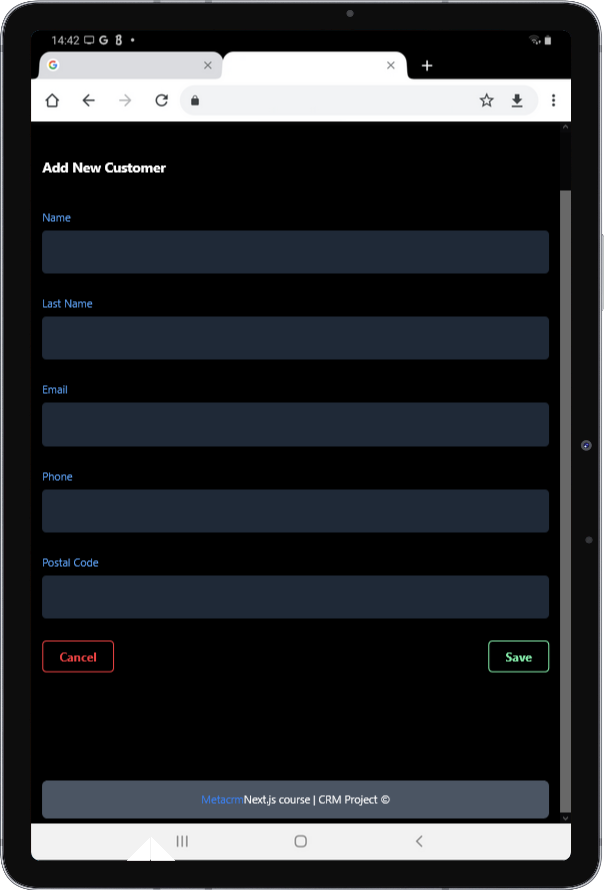 14:42
Add New Customer
Name
Last Name
Email
Phone
Postal Code
Cancel
Save
MetacrmNext.js course | CRM Project ©